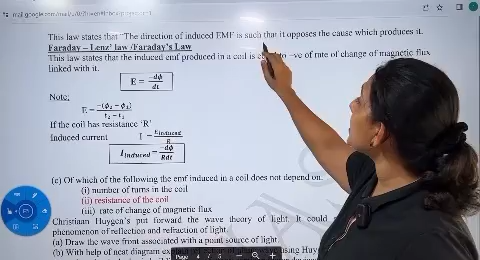 This law states that "The direction of induced EMF is such that it opposes the cause which produces it.
Faraday – Lenz' law /Faraday's Law
This law states that the induced emf produced in a coil is to –ve of rate of change of magnetic flux
linked with it.
E = -dϕ/dt
Note:
E = -(ϕ₂ – ϕ₁)/t₂ – t₁
If the coil has resistance 'R'
Induced current I = Einduced/R
Iinduced = -dϕ/Rdt
(c) Of which of the following the emf induced in a coil does not depend on:
(i) number of turns in the coil
(ii) resistance of the coil
(iii) rate of change of magnetic flux
Christiaan Huygen's put forward the wave theory of light. It could
phenomenon of reflection and refraction of light.
(a) Draw the wave front associated with a point source of light.
(b) With help of neat diagram using Huy
Page 4 / 5